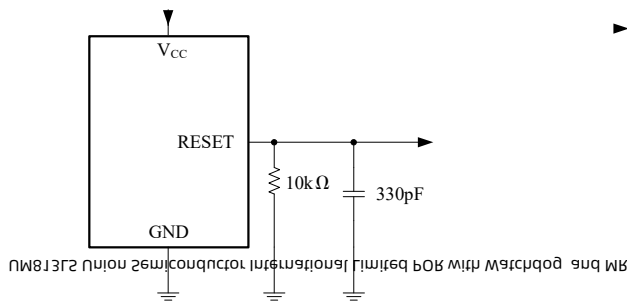 VCC
RESET
10kΩ
330pF
GND
UM813LS Union Semiconductor International Limited POR with Watchdog and MR